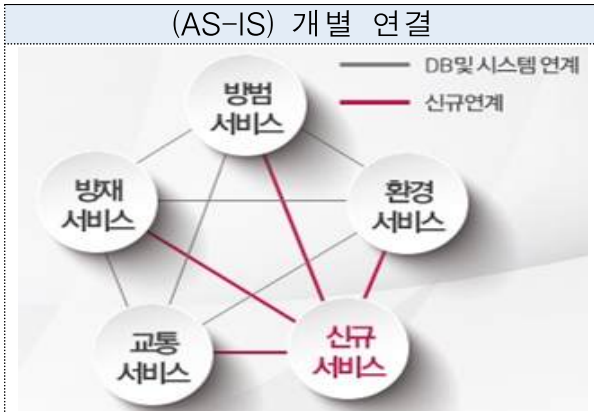 (AS-IS) 개별 연결
DB및 시스템 연계
신규연계
방범
서비스
방재
서비스
환경
서비스
교통
서비스
신규
서비스